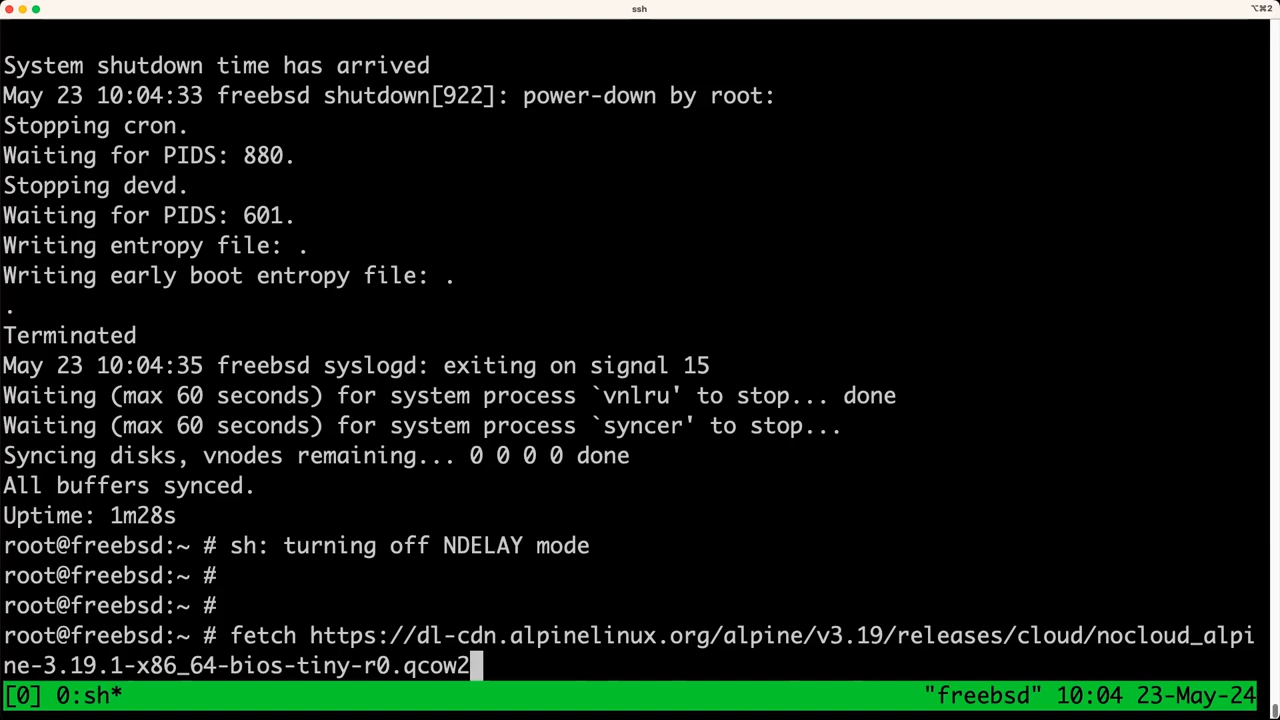 ssh
⌥⌘2
System shutdown time has arrived
May 23 10:04:33 freebsd shutdown[922]: power-down by root:
Stopping cron.
Waiting for PIDS: 880.
Stopping devd.
Waiting for PIDS: 601.
Writing entropy file: .
Writing early boot entropy file: .
.
Terminated
May 23 10:04:35 freebsd syslogd: exiting on signal 15
Waiting (max 60 seconds) for system process `vnlru' to stop... done
Waiting (max 60 seconds) for system process `syncer' to stop...
Syncing disks, vnodes remaining... 0 0 0 0 done
All buffers synced.
Uptime: 1m28s
root@freebsd:~ # sh: turning off NDELAY mode
root@freebsd:~ #
root@freebsd:~ #
root@freebsd:~ # fetch https://dl-cdn.alpinelinux.org/alpine/v3.19/releases/cloud/nocloud_alpi
ne-3.19.1-x86_64-bios-tiny-r0.qcow2
[0] 0:sh* "freebsd" 10:04 23-May-24